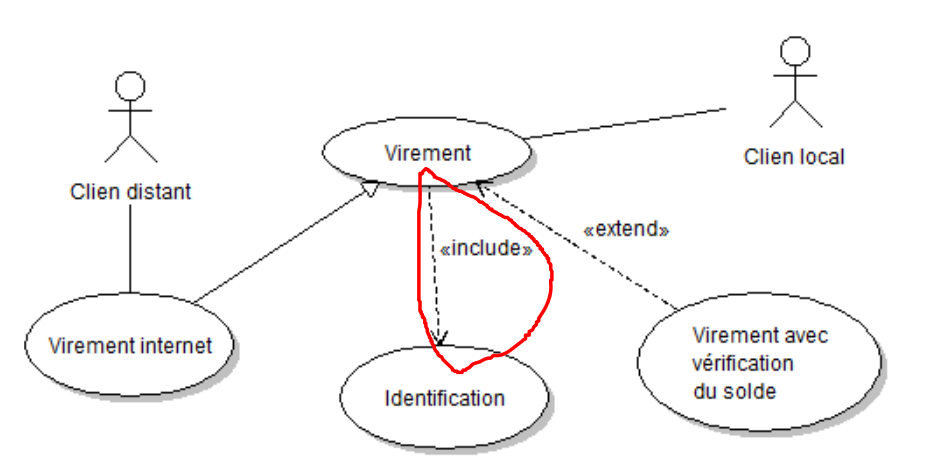 Clien distant
Virement
Clien local
«include»
«extend»
Virement internet
Identification
Virement avec
vérification
du solde